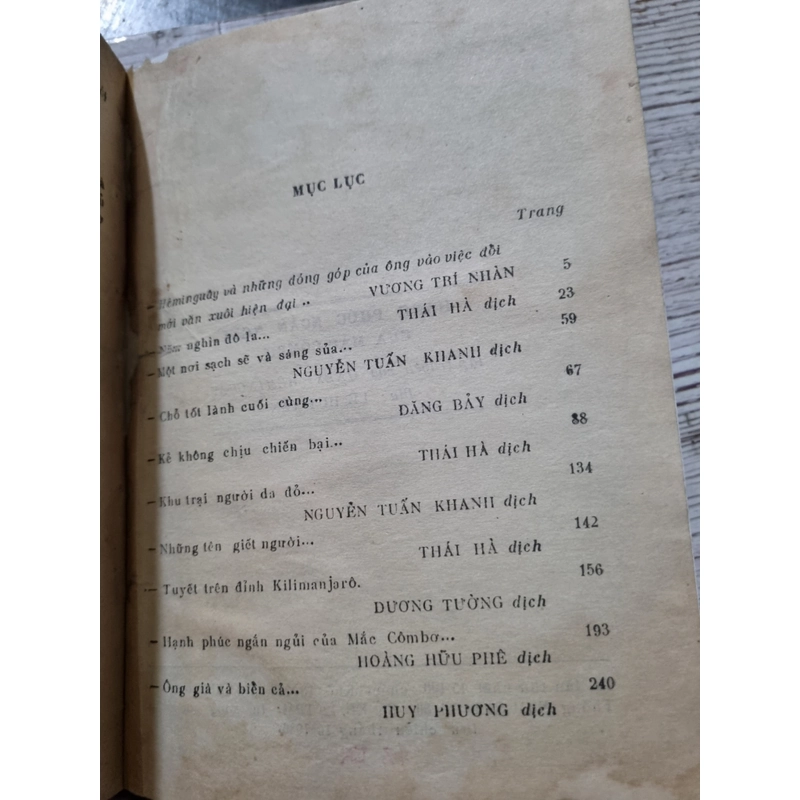 MỤC LỤC
Trang
— Hêminguây và những đóng góp của ông vào việc đổi
mới văn xuôi hiện đại .. VƯƠNG TRÍ NHÀN 5
— Năm nghìn đô la... THÁI HÀ dịch 23
— Một nơi sạch sẽ và sáng sủa... 59
NGUYỄN TUẤN KHANH dịch
— Chỗ tốt lành cuối cùng... 67
ĐĂNG BẢY dịch
— Kẻ không chịu chiến bại... 88
THÁI HÀ dịch
— Khu trại người da đỏ... 134
NGUYỄN TUẤN KHANH dịch
— Những tên giết người... 142
THÁI HÀ dịch
— Tuyết trên đỉnh Kilimanjarô. 156
DƯƠNG TƯỜNG dịch
— Hạnh phúc ngắn ngủi của Mắc Cômbơ... 193
HOÀNG HỮU PHÊ dịch
— Ông già và biển cả... 240
HUY PHƯƠNG dịch